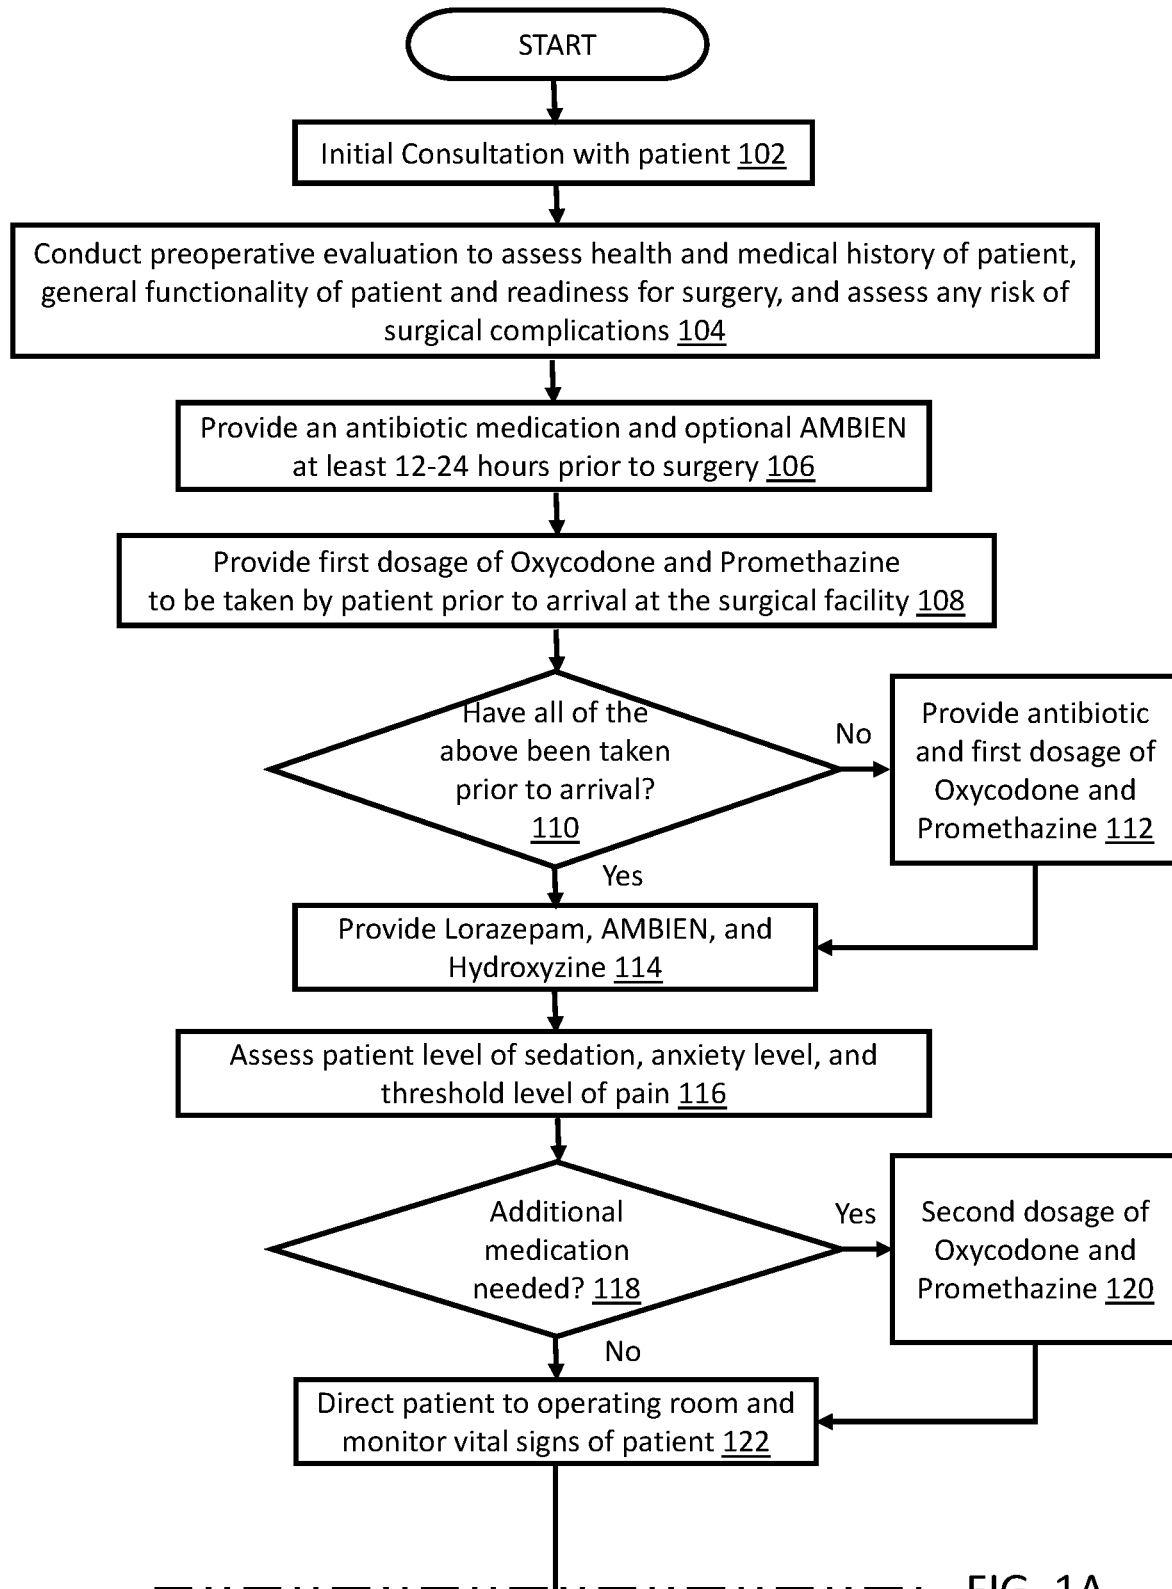 START
Initial Consultation with patient 102
Conduct preoperative evaluation to assess health and medical history of patient,
general functionality of patient and readiness for surgery, and assess any risk of
surgical complications 104
Provide an antibiotic medication and optional AMBIEN
at least 12-24 hours prior to surgery 106
Provide first dosage of Oxycodone and Promethazine
to be taken by patient prior to arrival at the surgical facility 108
Have all of the
above been taken
prior to arrival?
110
No
Provide antibiotic
and first dosage of
Oxycodone and
Promethazine 112
Yes
Provide Lorazepam, AMBIEN, and
Hydroxyzine 114
Assess patient level of sedation, anxiety level, and
threshold level of pain 116
Additional
medication
needed? 118
Yes
Second dosage of
Oxycodone and
Promethazine 120
No
Direct patient to operating room and
monitor vital signs of patient 122
FIG. 1A